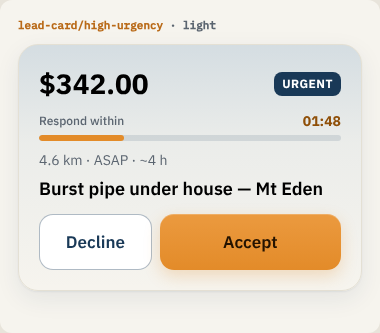 lead-card/high-urgency · light
$342.00
URGENT
Respond within
01:48
4.6 km · ASAP · ~4 h
Burst pipe under house — Mt Eden
Decline
Accept